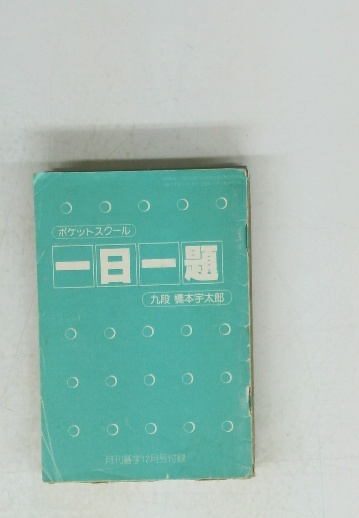 ポケットスクール
一日一題
九段 橋本宇太郎
月刊碁学12月号付録